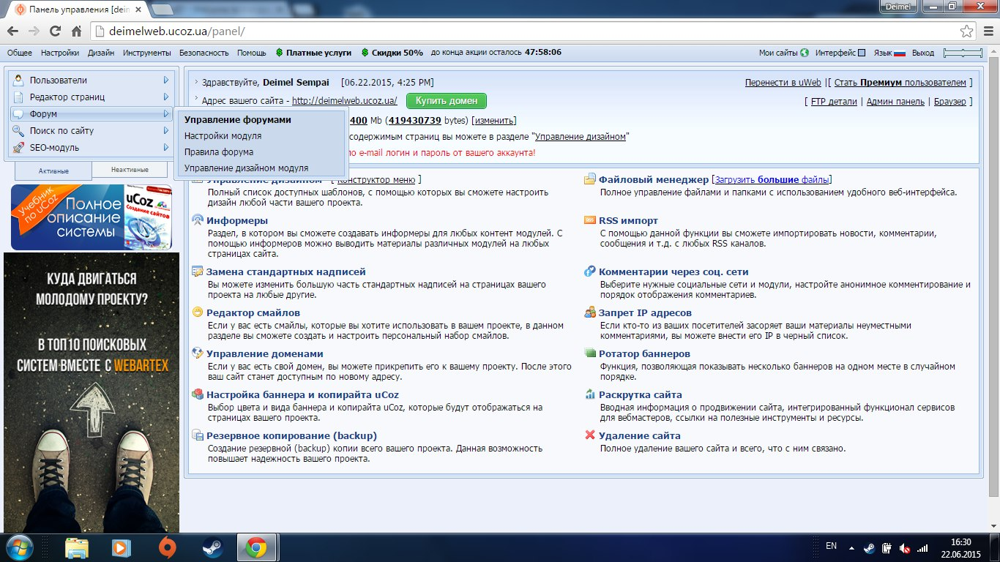 Панель управления [dein
Deimel
deimelweb.ucoz.ua/panel/
Общее Настройки Дизайн Инструменты Безопасность Помощь Платные услуги Скидки 50% до конца акции осталось 47:58:06 Мои сайты Интерфейс Язык Выход
Пользователи
Редактор страниц
Форум
Поиск по сайту
SEO-модуль
Активные Неактивные
Управление форумами
Настройки модуля
Правила форума
Управление дизайном модуля
Здравствуйте, Deimel Sempai [06.22.2015, 4:25 PM] Перенести в uWeb |[ Стать Премиум пользователем ]
Адрес вашего сайта - http://deimelweb.ucoz.ua/ Купить домен [ FTP детали | Админ панель | Браузер ]
400 Mb (419430739 bytes) [изменить]
содержимым страниц вы можете в разделе "Управление дизайном"
по e-mail логин и пароль от вашего аккаунта!
Управление дизайном [ Конструктор меню ]
Полный список доступных шаблонов, с помощью которых вы сможете настроить
дизайн любой части вашего проекта.
Файловый менеджер [Загрузить большие файлы]
Полное управление файлами и папками с использованием удобного веб-интерфейса.
Информеры
Раздел, в котором вы сможете создавать информеры для любых контент модулей. С
помощью информеров можно выводить материалы различных модулей на любых
страницах сайта.
RSS импорт
С помощью данной функции вы сможете импортировать новости, комментарии,
сообщения и т.д. с любых RSS каналов.
Замена стандартных надписей
Вы можете изменить большую часть стандартных надписей на страницах вашего
проекта на любые другие.
Комментарии через соц. сети
Выберите нужные социальные сети и модули, настройте анонимное комментирование и
порядок отображения комментариев.
Редактор смайлов
Если у вас есть смайлы, которые вы хотите использовать в вашем проекте, в данном
разделе вы сможете создать и настроить персональный набор смайлов.
Запрет IP адресов
Если кто-то из ваших посетителей засоряет ваши материалы неуместными
комментариями, вы можете внести его IP в черный список.
Управление доменами
Если у вас есть свой домен, вы можете прикрепить его к вашему проекту. После этого
ваш сайт станет доступным по новому адресу.
Ротатор баннеров
Функция, позволяющая показывать несколько баннеров на одном месте в случайном
порядке.
Настройка баннера и копирайта uCoz
Выбор цвета и вида баннера и копирайта uCoz, которые будут отображаться на
страницах вашего проекта.
Раскрутка сайта
Вводная информация о продвижении сайта, интегрированный функционал сервисов
для вебмастеров, ссылки на полезные инструменты и ресурсы.
Резервное копирование (backup)
Создание резервной (backup) копии всего вашего проекта. Данная возможность
повышает надежность вашего проекта.
Удаление сайта
Полное удаление вашего сайта и всего, что с ним связано.
Учебник
по uCoz
Полное
описание
системы
uCoz
Создание сайтов
КУДА ДВИГАТЬСЯ
МОЛОДОМУ ПРОЕКТУ?
В ТОП10 ПОИСКОВЫХ
СИСТЕМ ВМЕСТЕ С WEBARTEX
EN
16:30
22.06.2015